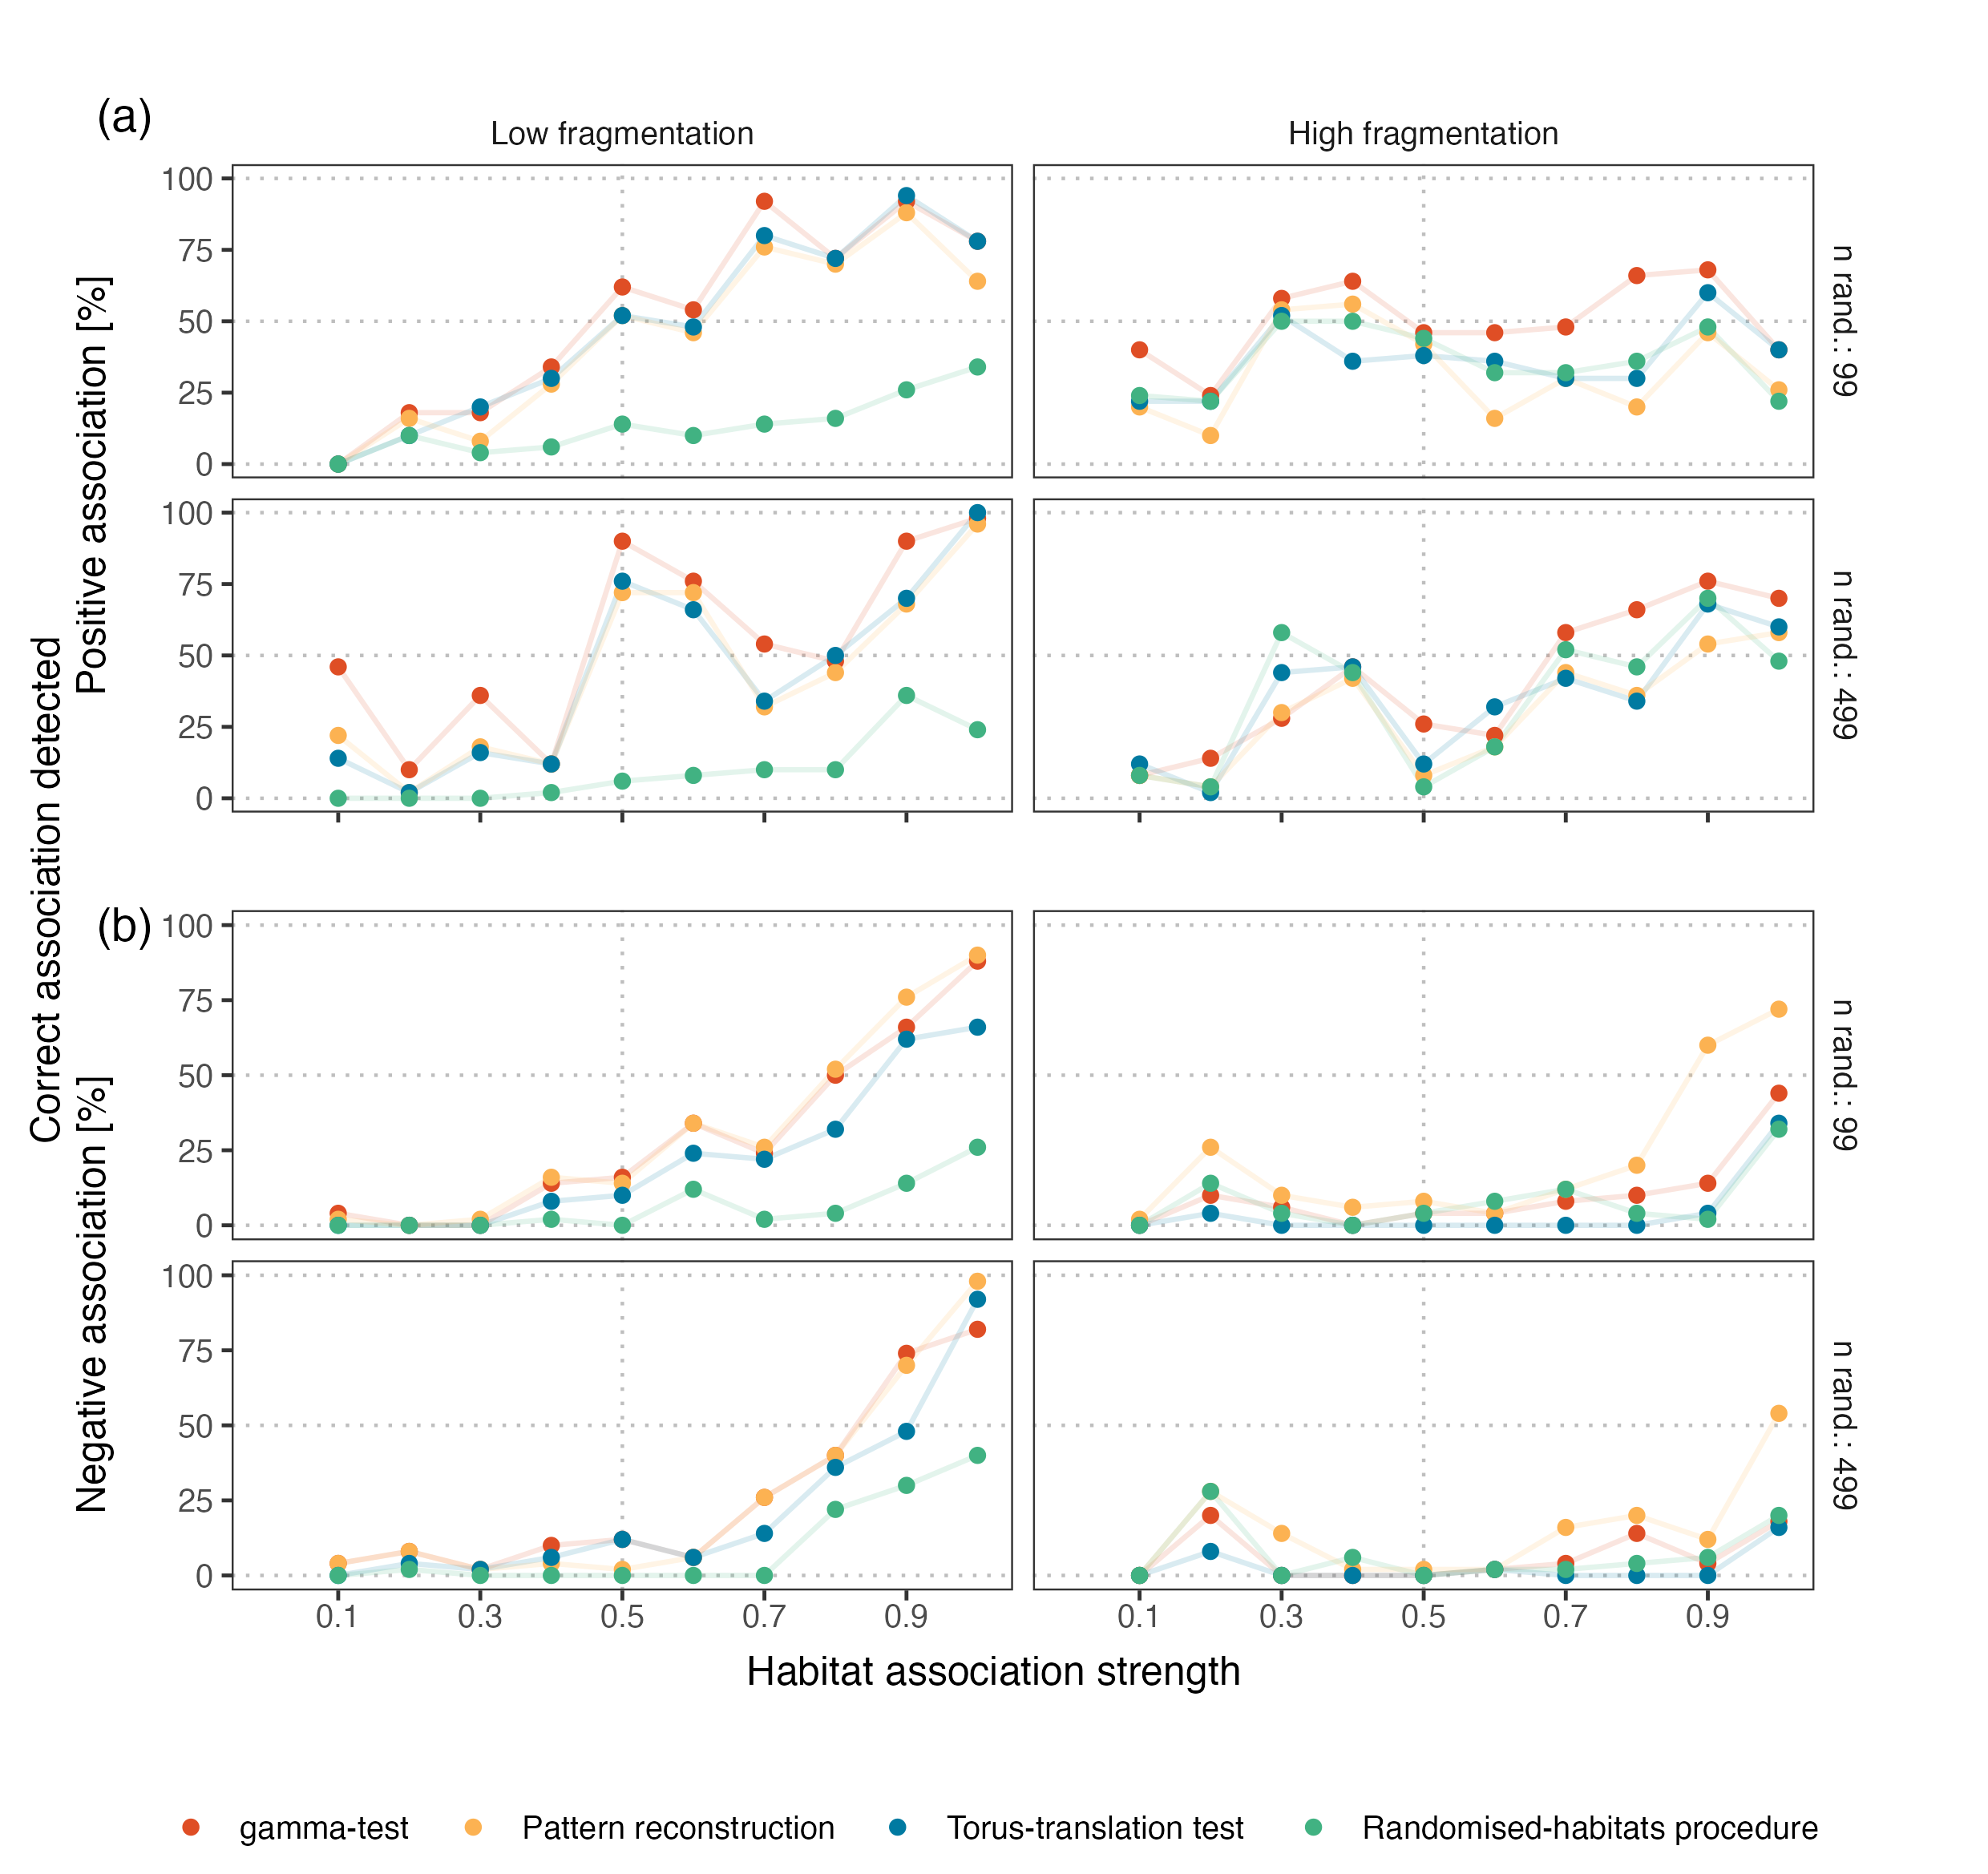 (a)
Low fragmentation
High fragmentation
100
75
50
25
0
n rand.: 99
100
75
50
25
0
n rand.: 499
Positive association [%]
Correct association detected
(b)
100
75
50
25
0
n rand.: 99
100
75
50
25
0
n rand.: 499
Negative association [%]
0.1 0.3 0.5 0.7 0.9
0.1 0.3 0.5 0.7 0.9
Habitat association strength
gamma-test Pattern reconstruction Torus-translation test Randomised-habitats procedure